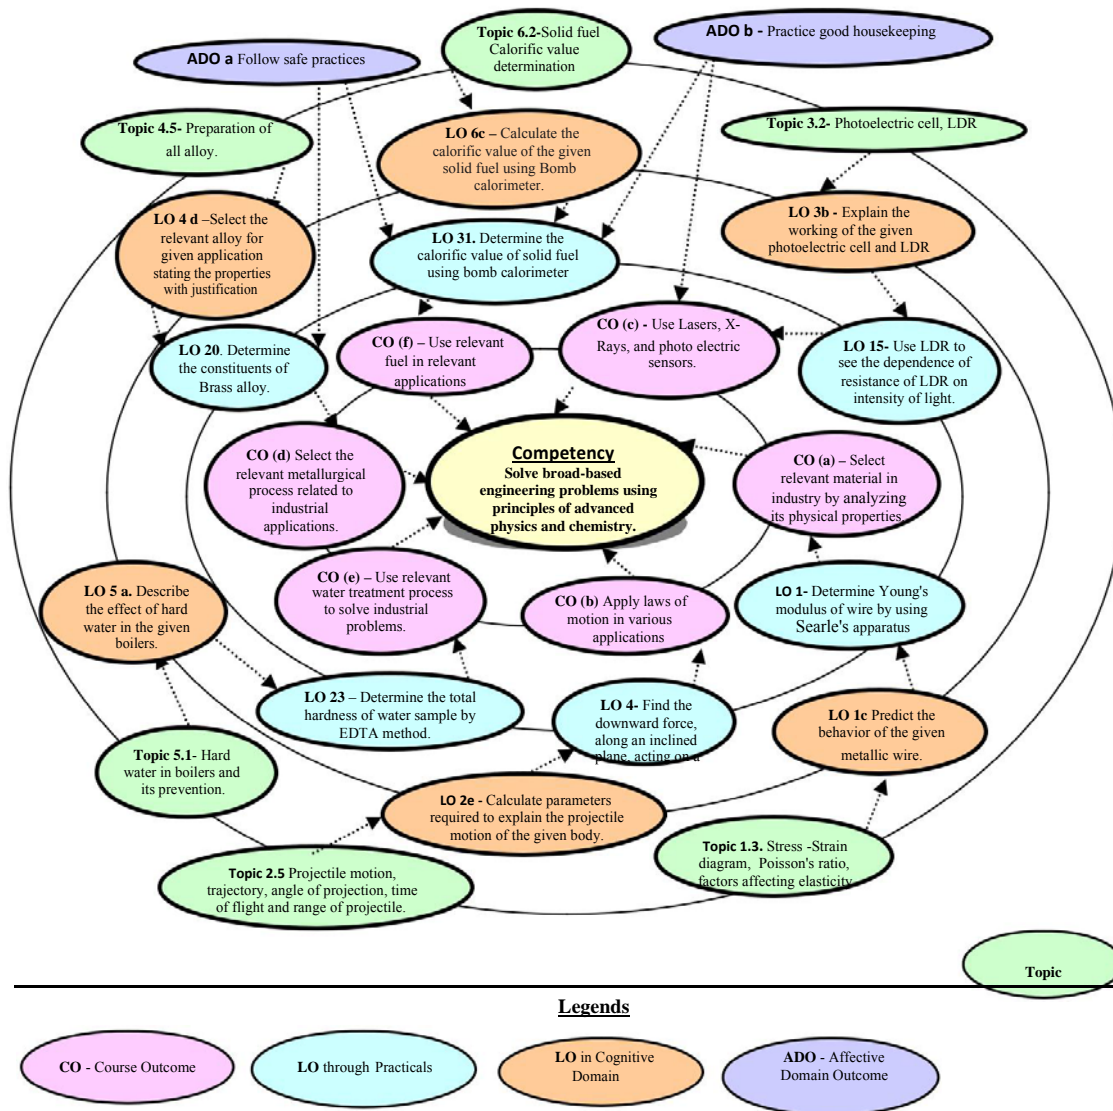 Topic 6.2-Solid fuel
Calorific value
determination
ADO b - Practice good housekeeping
ADO a Follow safe practices
Topic 4.5- Preparation of
all alloy.
Topic 3.2- Photoelectric cell, LDR
LO 6c – Calculate the
calorific value of the given
solid fuel using Bomb
calorimeter.
LO 4 d –Select the
relevant alloy for
given application
stating the properties
with justification
LO 3b - Explain the
working of the given
photoelectric cell and LDR
LO 31. Determine the
calorific value of solid fuel
using bomb calorimeter
LO 20. Determine
the constituents of
Brass alloy.
CO (f) – Use relevant
fuel in relevant
applications
CO (c) - Use Lasers, X-
Rays, and photo electric
sensors.
LO 15- Use LDR to
see the dependence of
resistance of LDR on
intensity of light.
CO (d) Select the
relevant metallurgical
process related to
industrial
applications.
Competency
Solve broad-based
engineering problems using
principles of advanced
physics and chemistry.
CO (a) – Select
relevant material in
industry by analyzing
its physical properties.
CO (e) – Use relevant
water treatment process
to solve industrial
problems.
CO (b) Apply laws of
motion in various
applications
LO 1- Determine Young's
modulus of wire by using
Searle's apparatus
LO 5 a. Describe
the effect of hard
water in the given
boilers.
LO 23 – Determine the total
hardness of water sample by
EDTA method.
LO 4- Find the
downward force,
along an inclined
plane, acting on a
LO 1c Predict the
behavior of the given
metallic wire.
Topic 5.1- Hard
water in boilers and
its prevention.
LO 2e - Calculate parameters
required to explain the projectile
motion of the given body.
Topic 1.3. Stress -Strain
diagram, Poisson's ratio,
factors affecting elasticity
Topic 2.5 Projectile motion,
trajectory, angle of projection, time
of flight and range of projectile.
Topic
Legends
CO - Course Outcome
LO through Practicals
LO in Cognitive
Domain
ADO - Affective
Domain Outcome